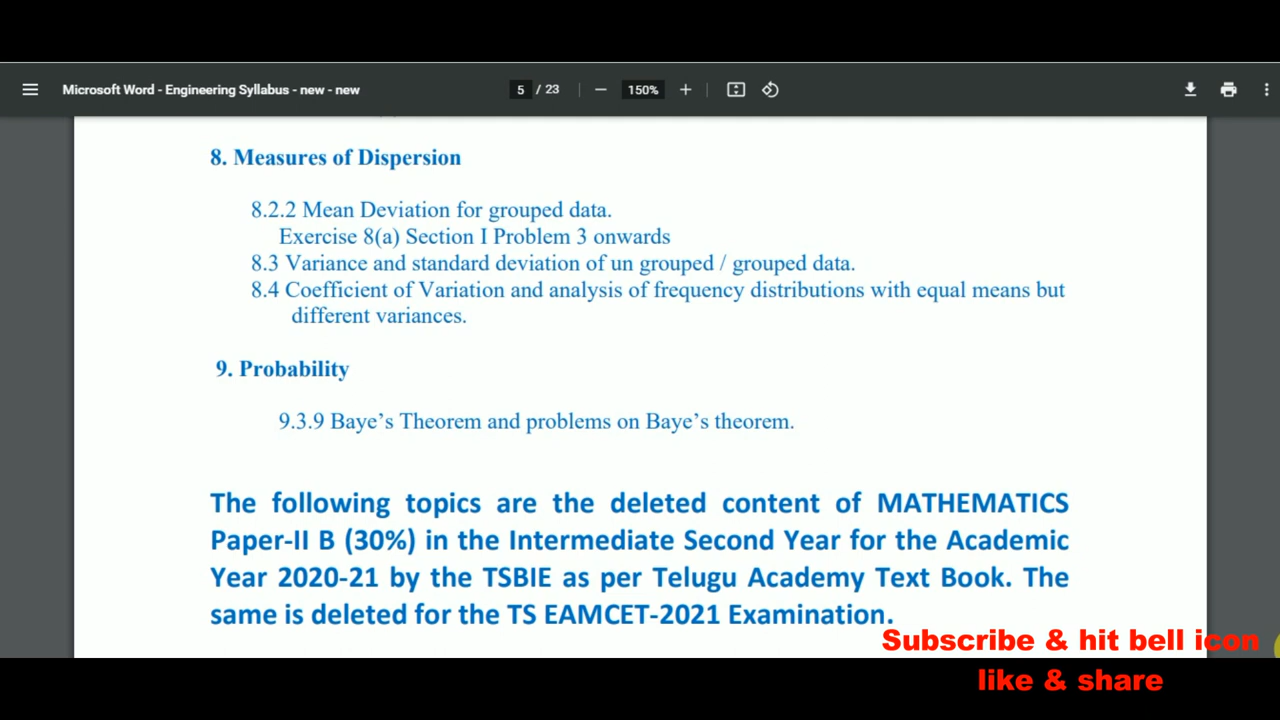 Microsoft Word - Engineering Syllabus - new - new
5 / 23
150%
8. Measures of Dispersion
8.2.2 Mean Deviation for grouped data.
Exercise 8(a) Section I Problem 3 onwards
8.3 Variance and standard deviation of un grouped / grouped data.
8.4 Coefficient of Variation and analysis of frequency distributions with equal means but
different variances.
9. Probability
9.3.9 Baye’s Theorem and problems on Baye’s theorem.
The following topics are the deleted content of MATHEMATICS
Paper-II B (30%) in the Intermediate Second Year for the Academic
Year 2020-21 by the TSBIE as per Telugu Academy Text Book. The
same is deleted for the TS EAMCET-2021 Examination.
Subscribe & hit bell icon
like & share